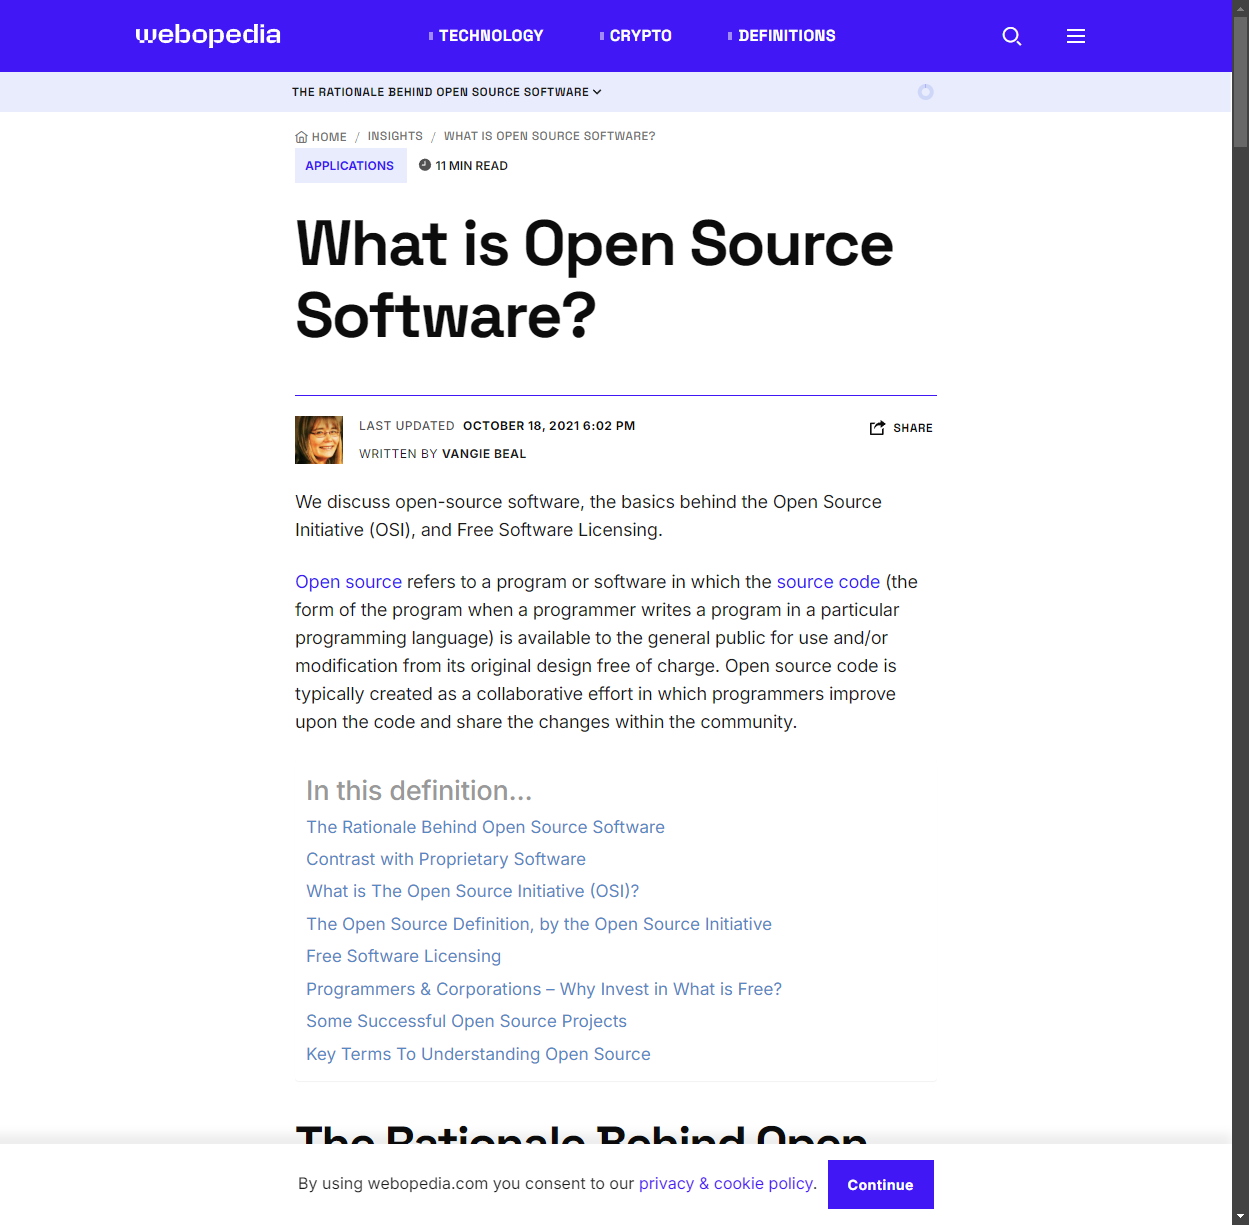 webopedia
TECHNOLOGY
CRYPTO
DEFINITIONS
THE RATIONALE BEHIND OPEN SOURCE SOFTWARE
HOME / INSIGHTS / WHAT IS OPEN SOURCE SOFTWARE?
APPLICATIONS
11 MIN READ
What is Open Source
Software?
LAST UPDATED OCTOBER 18, 2021 6:02 PM
SHARE
WRITTEN BY VANGIE BEAL
We discuss open-source software, the basics behind the Open Source
Initiative (OSI), and Free Software Licensing.
Open source refers to a program or software in which the source code (the
form of the program when a programmer writes a program in a particular
programming language) is available to the general public for use and/or
modification from its original design free of charge. Open source code is
typically created as a collaborative effort in which programmers improve
upon the code and share the changes within the community.
In this definition...
The Rationale Behind Open Source Software
Contrast with Proprietary Software
What is The Open Source Initiative (OSI)?
The Open Source Definition, by the Open Source Initiative
Free Software Licensing
Programmers & Corporations – Why Invest in What is Free?
Some Successful Open Source Projects
Key Terms To Understanding Open Source
The Rationale Behind Open
By using webopedia.com you consent to our privacy & cookie policy.
Continue